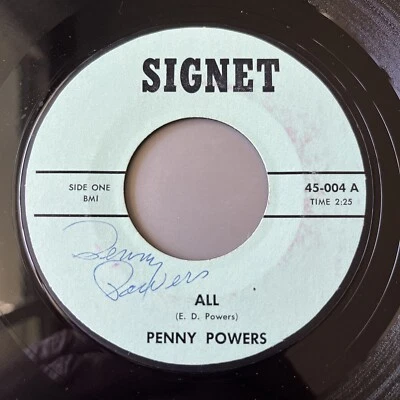 SIGNET
SIDE ONE
BMI
45-004 A
TIME 2:25
Penny
Powers
ALL
(E. D. Powers)
PENNY POWERS